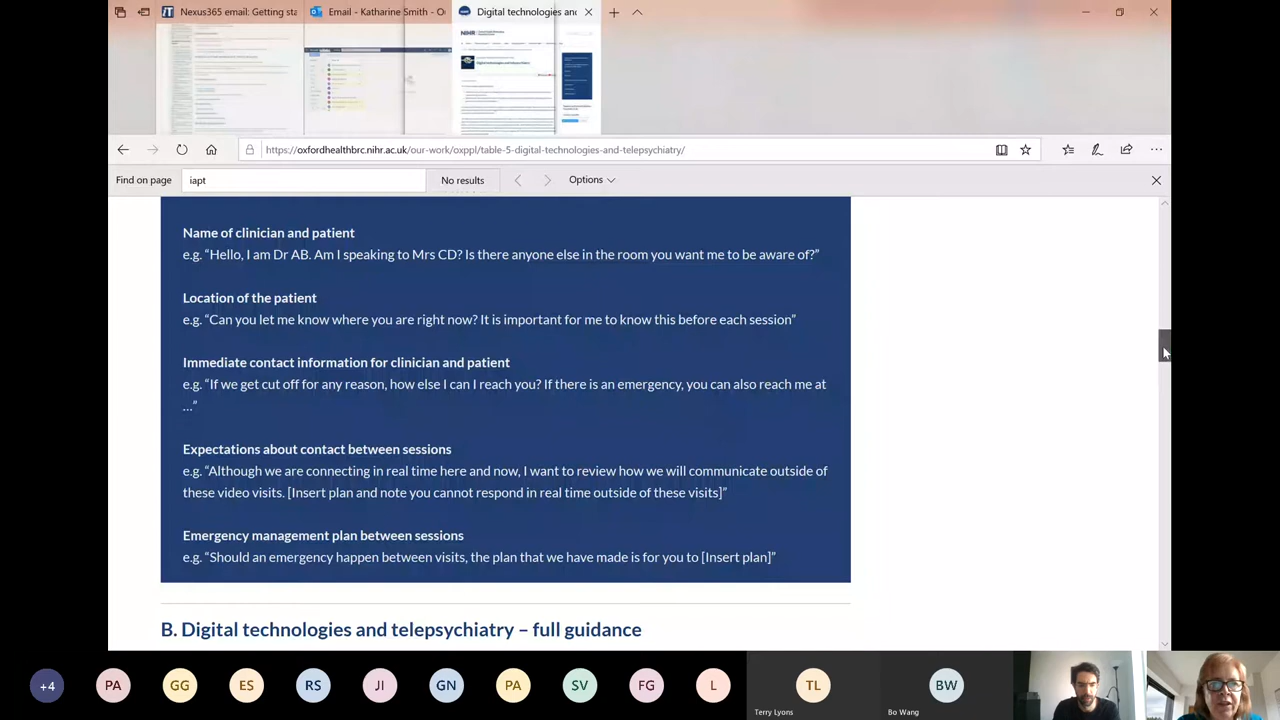 Nexus365 email: Getting sta
Email - Katharine Smith - Ou
Digital technologies and
NIHR
https://oxfordhealthbrc.nihr.ac.uk/our-work/oxppl/table-5-digital-technologies-and-telepsychiatry/
Find on page
iapt
No results
Options
Name of clinician and patient
e.g. “Hello, I am Dr AB. Am I speaking to Mrs CD? Is there anyone else in the room you want me to be aware of?”
Location of the patient
e.g. “Can you let me know where you are right now? It is important for me to know this before each session”
Immediate contact information for clinician and patient
e.g. “If we get cut off for any reason, how else I can I reach you? If there is an emergency, you can also reach me at
…”
Expectations about contact between sessions
e.g. “Although we are connecting in real time here and now, I want to review how we will communicate outside of
these video visits. [Insert plan and note you cannot respond in real time outside of these visits]”
Emergency management plan between sessions
e.g. “Should an emergency happen between visits, the plan that we have made is for you to [Insert plan]”
B. Digital technologies and telepsychiatry – full guidance
+4
PA
GG
ES
RS
JI
GN
PA
SV
FG
L
TL
BW
Terry Lyons
Bo Wang